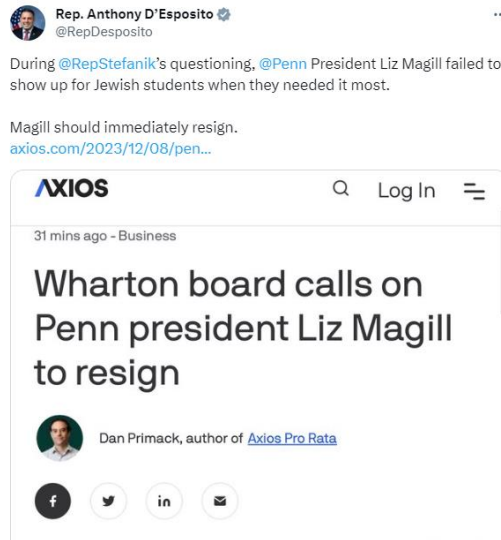 Rep. Anthony D'Esposito
@RepDesposito
During @RepStefanik's questioning, @Penn President Liz Magill failed to
show up for Jewish students when they needed it most.
Magill should immediately resign.
axios.com/2023/12/08/pen...
AXIOS
Log In
31 mins ago - Business
Wharton board calls on
Penn president Liz Magill
to resign
Dan Primack, author of Axios Pro Rata